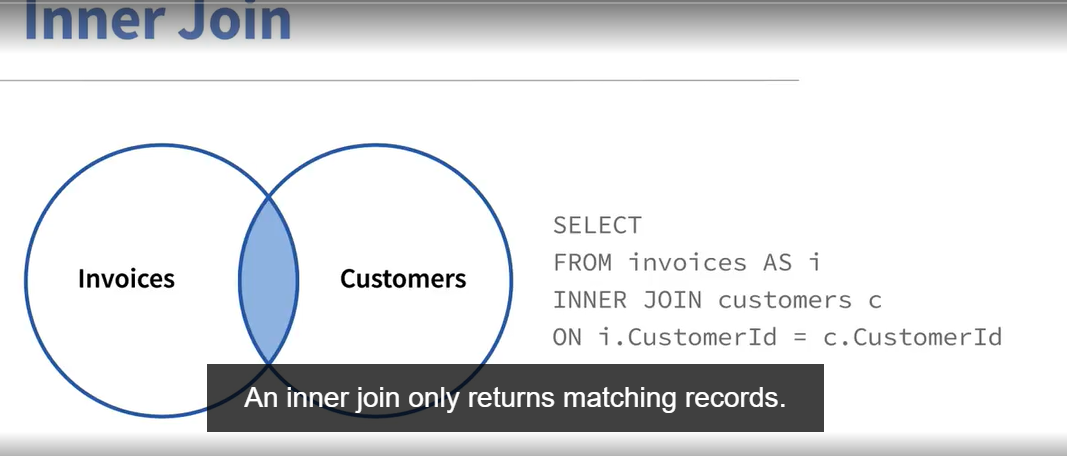 Inner Join
Invoices
Customers
SELECT
FROM invoices AS i
INNER JOIN customers c
ON i.CustomerId = c.CustomerId
An inner join only returns matching records.